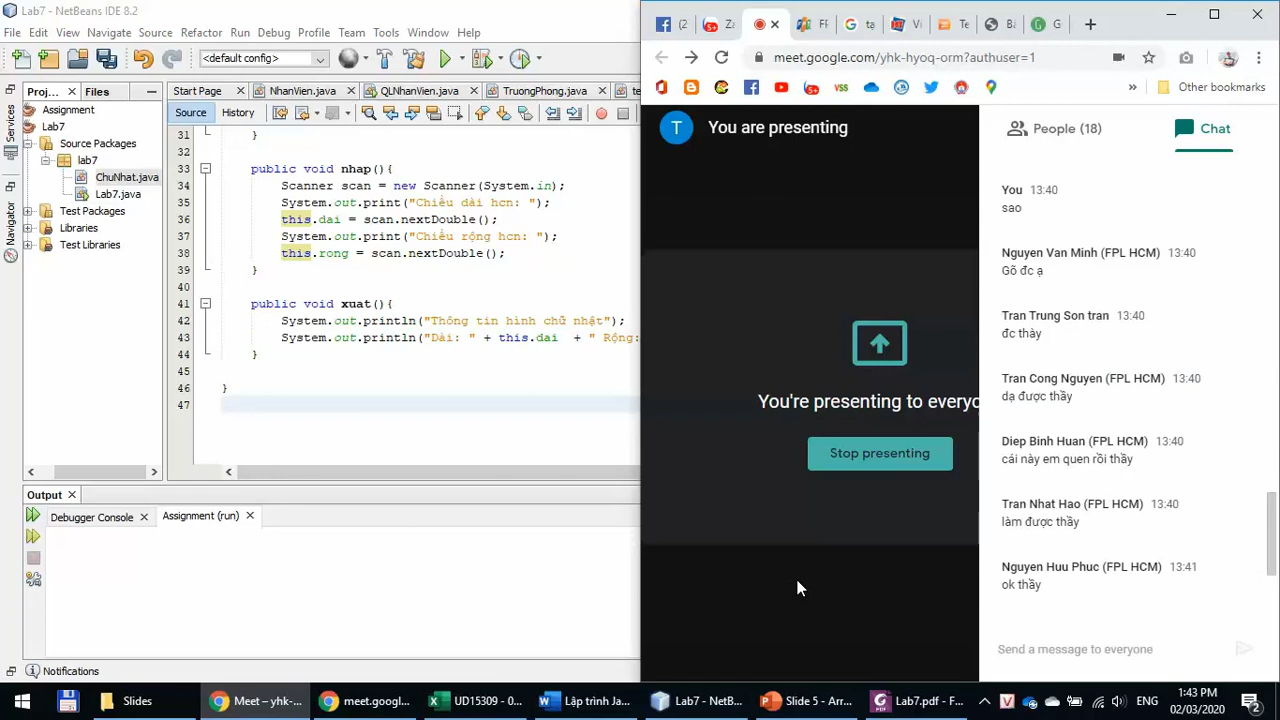 Lab7 - NetBeans IDE 8.2
File Edit View Navigate Source Refactor Run Debug Profile Team Tools Window Help
<default config>
Proj... Files
Start Page NhaVien.java QLNhanVien.java TruongPhong.java te
Source History
Services
Navigator
Assignment
Lab7
Source Packages
lab7
ChuNhat.java
Lab7.java
Test Packages
Libraries
Test Libraries
31 }
32
33 public void nhap(){
34 Scanner scan = new Scanner(System.in);
35 System.out.print("Chiều dài hcn: ");
36 this.dai = scan.nextDouble();
37 System.out.print("Chiều rộng hcn: ");
38 this.rong = scan.nextDouble();
39 }
40
41 public void xuat(){
42 System.out.println("Thông tin hình chữ nhật");
43 System.out.println("Dài: " + this.dai + " Rộng:
44 }
45
46 }
47
Output
Debugger Console Assignment (run)
Notifications
(2 Z FF G tạ V Te Bà G G
meet.google.com/yhk-hyoq-orm?authuser=1
vss » Other bookmarks
T You are presenting
You're presenting to everyo
Stop presenting
People (18) Chat
You 13:40
sao
Nguyen Van Minh (FPL HCM) 13:40
Gõ đc ạ
Tran Trung Son tran 13:40
đc thày
Tran Cong Nguyen (FPL HCM) 13:40
dạ được thầy
Diep Binh Huan (FPL HCM) 13:40
cái này em quen rồi thầy
Tran Nhat Hao (FPL HCM) 13:40
làm được thầy
Nguyen Huu Phuc (FPL HCM) 13:41
ok thầy
Send a message to everyone
Slides Meet – yhk-... meet.googl... UD15309 - 0... Lập trình Ja... Lab7 - NetB... Slide 5 - Arr... Lab7.pdf - F... V ENG 1:43 PM
02/03/2020 2